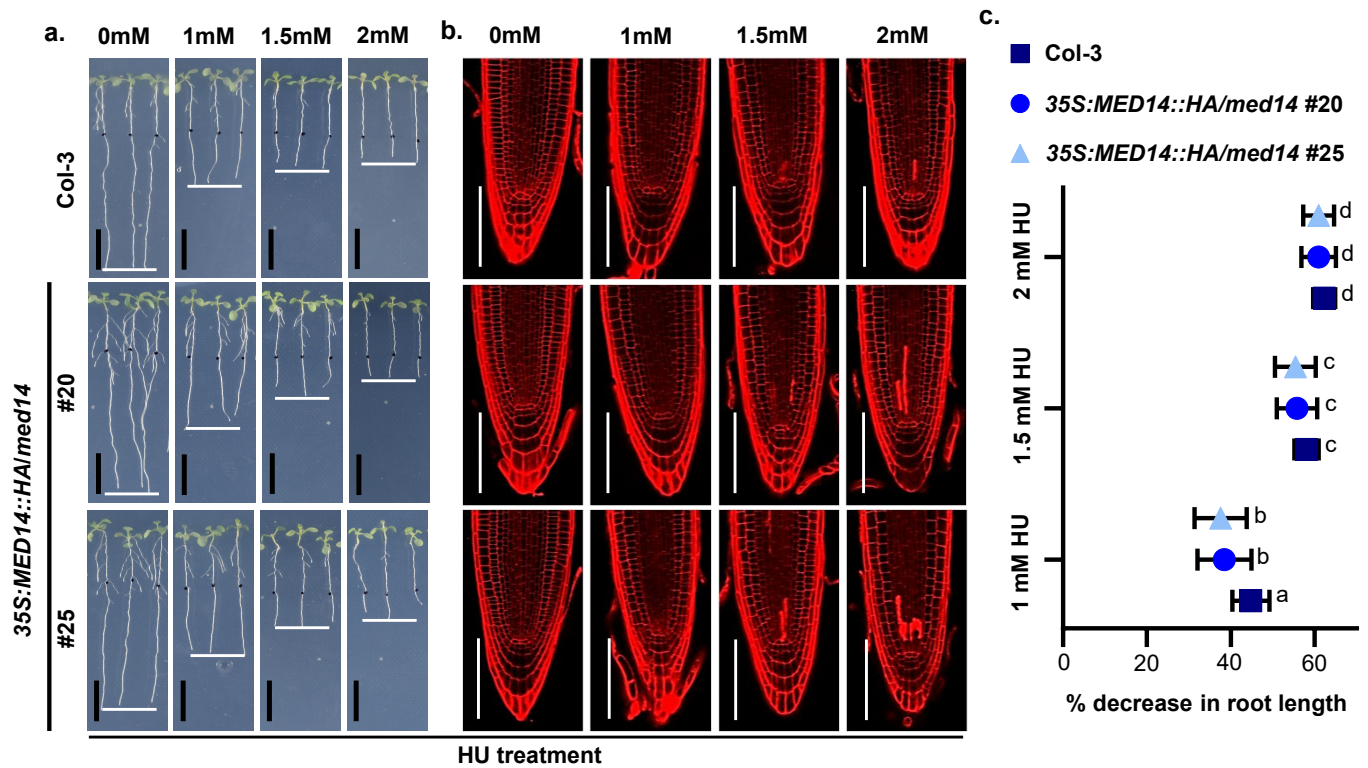 a.
0mM 1mM 1.5mM 2mM
b.
0mM 1mM 1.5mM 2mM
c.
Col-3
35S:MED14::HA/med14 #20
35S:MED14::HA/med14 #25
Col-3
35S:MED14::HA/med14
#20
#25
HU treatment
2 mM HU
d
d
d
1.5 mM HU
c
c
c
1 mM HU
b
b
a
0 20 40 60
% decrease in root length